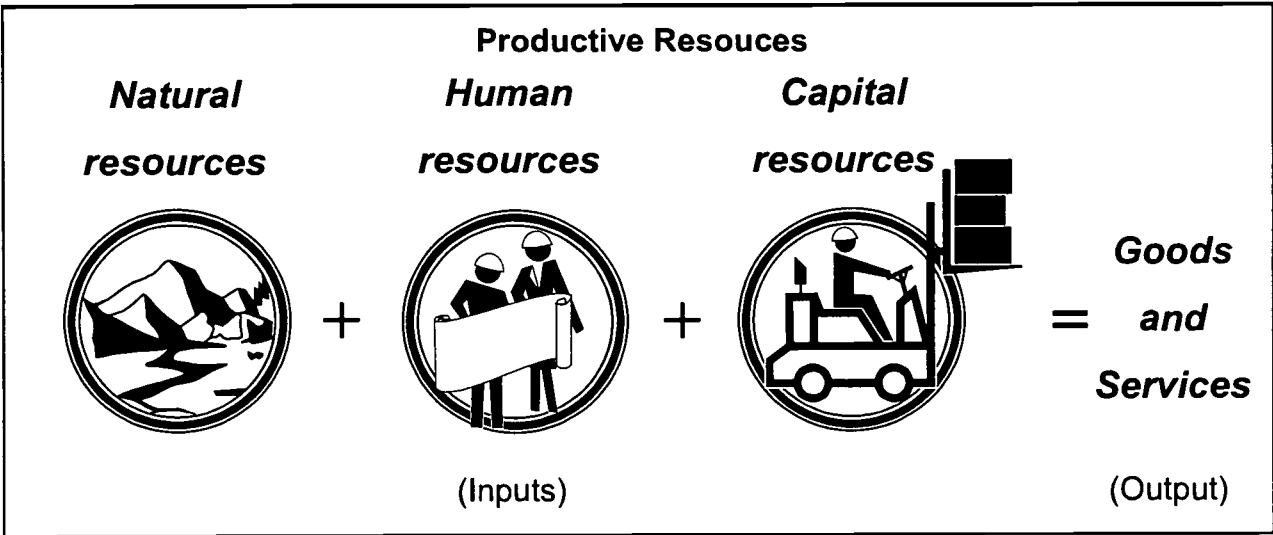 Productive Resouces
Natural
resources
Human
resources
Capital
resources
+
+
=
Goods
and
Services
(Inputs)
(Output)